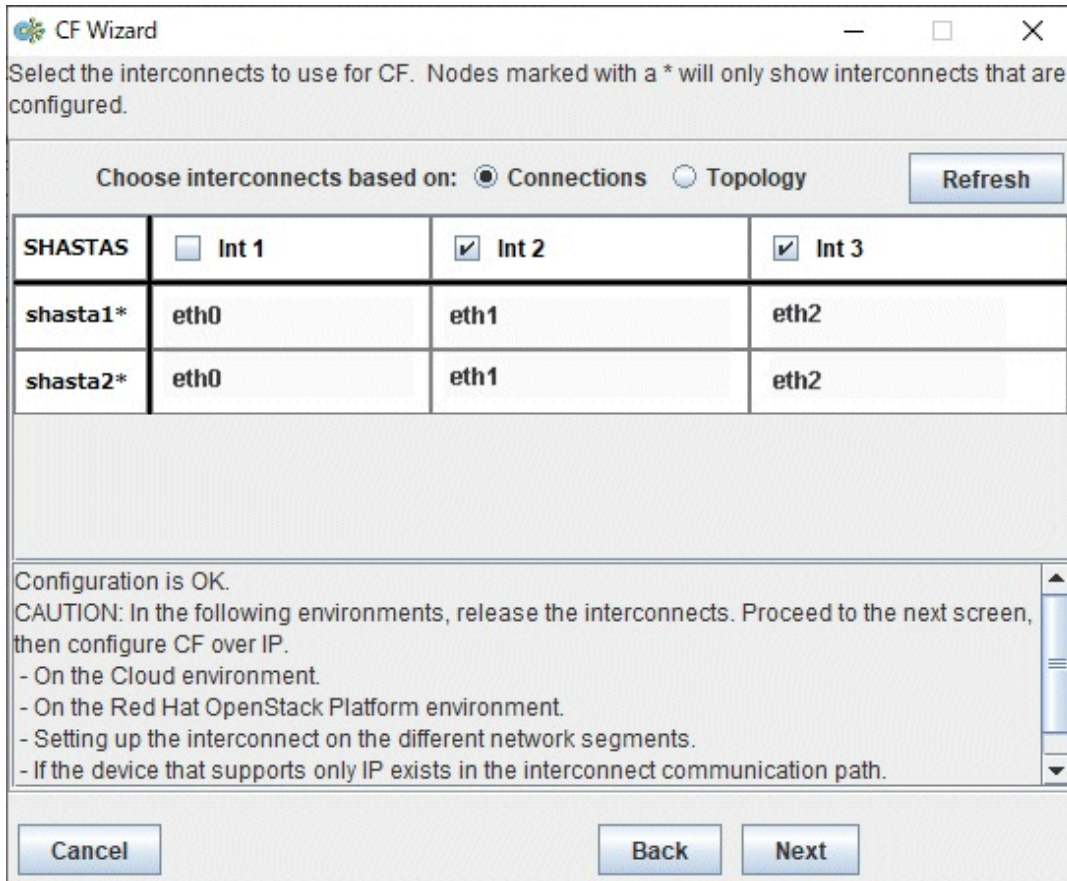 CF Wizard
Select the interconnects to use for CF. Nodes marked with a * will only show interconnects that are
configured.
Choose interconnects based on: Connections Topology Refresh
SHASTAS Int 1 Int 2 Int 3
shasta1* eth0 eth1 eth2
shasta2* eth0 eth1 eth2
Configuration is OK.
CAUTION: In the following environments, release the interconnects. Proceed to the next screen,
then configure CF over IP.
- On the Cloud environment.
- On the Red Hat OpenStack Platform environment.
- Setting up the interconnect on the different network segments.
- If the device that supports only IP exists in the interconnect communication path.
Cancel Back Next